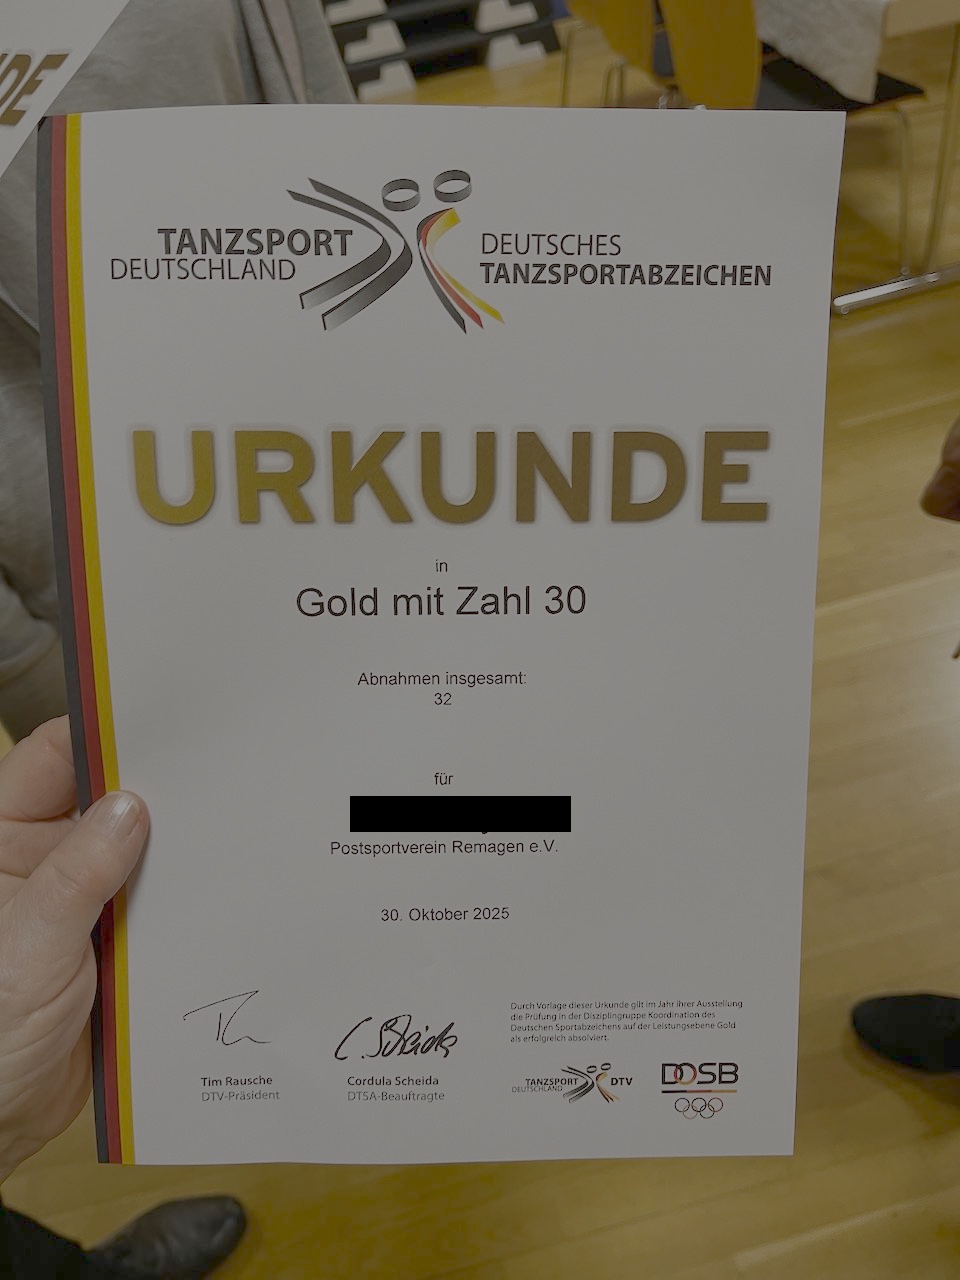 DE
TANZSPORT
DEUTSCHLAND
DEUTSCHES
TANZSPORTABZEICHEN
URKUNDE
in
Gold mit Zahl 30
Abnahmen insgesamt:
32
für
Postsportverein Remagen e.V.
30. Oktober 2025
C. Scheida
Tim Rausche
DTV-Präsident
Cordula Scheida
DTSA-Beauftragte
Durch Vorlage dieser Urkunde gilt im Jahr ihrer Ausstellung
die Prüfung in der Disziplingruppe Koordination des
Deutschen Sportabzeichens auf der Leistungsebene Gold
als erfolgreich absolviert:
TANZSPORT
DEUTSCHLAND
DTV
DOSB